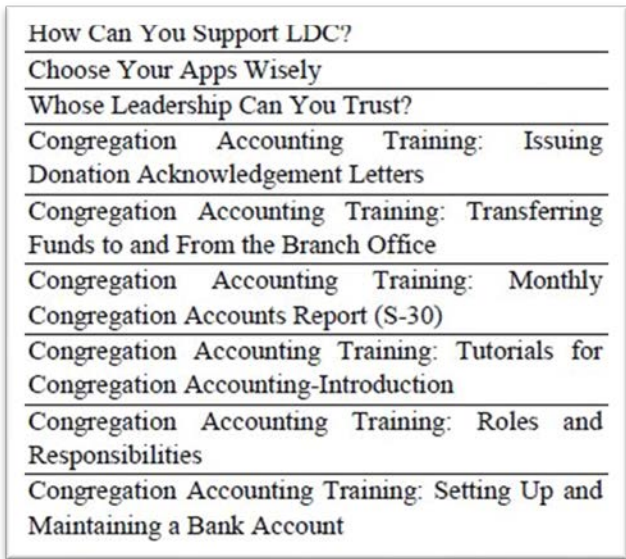 How Can You Support LDC?
Choose Your Apps Wisely
Whose Leadership Can You Trust?
Congregation Accounting Training: Issuing
Donation Acknowledgement Letters
Congregation Accounting Training: Transferring
Funds to and From the Branch Office
Congregation Accounting Training: Monthly
Congregation Accounts Report (S-30)
Congregation Accounting Training: Tutorials for
Congregation Accounting-Introduction
Congregation Accounting Training: Roles and
Responsibilities
Congregation Accounting Training: Setting Up and
Maintaining a Bank Account